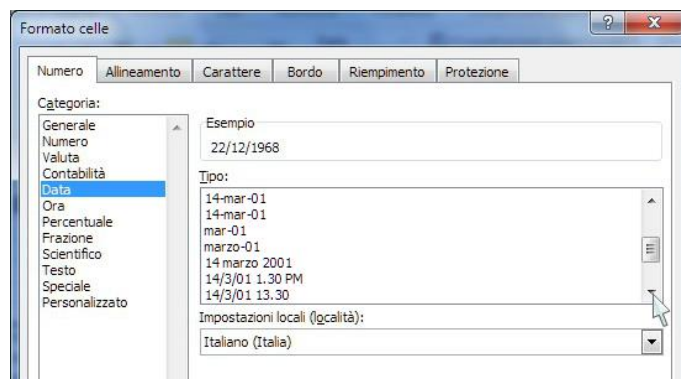 Formato celle
Numero Allineamento Carattere Bordo Riempimento Protezione
Categoria:
Generale
Numero
Valuta
Contabilità
Data
Ora
Percentuale
Frazione
Scientifico
Testo
Speciale
Personalizzato
Esempio
22/12/1968
Tipo:
14-mar-01
14-mar-01
mar-01
marzo-01
14 marzo 2001
14/3/01 1.30 PM
14/3/01 13.30
Impostazioni locali (località):
Italiano (Italia)